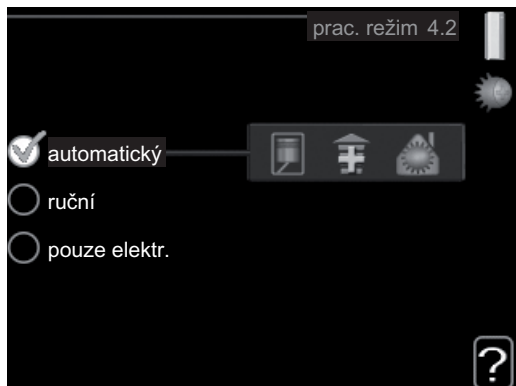 prac. režim 4.2
automatický
ruční
pouze elektr.
?